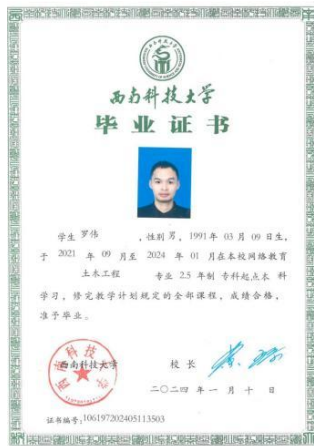 西南科技大学
毕业证书
学生 罗伟 ，性别 男，1991年 03 月 09 日生，
于 2021 年 09 月至 2024 年 01 月在本校网络教育
土木工程 专业 2.5 年制 专科起点本 科
学习，修完教学计划规定的全部课程，成绩合格，
准予毕业。
西南科技大学 校 长
二〇二四 年 一 月 十 日
证书编号：106197202405113503